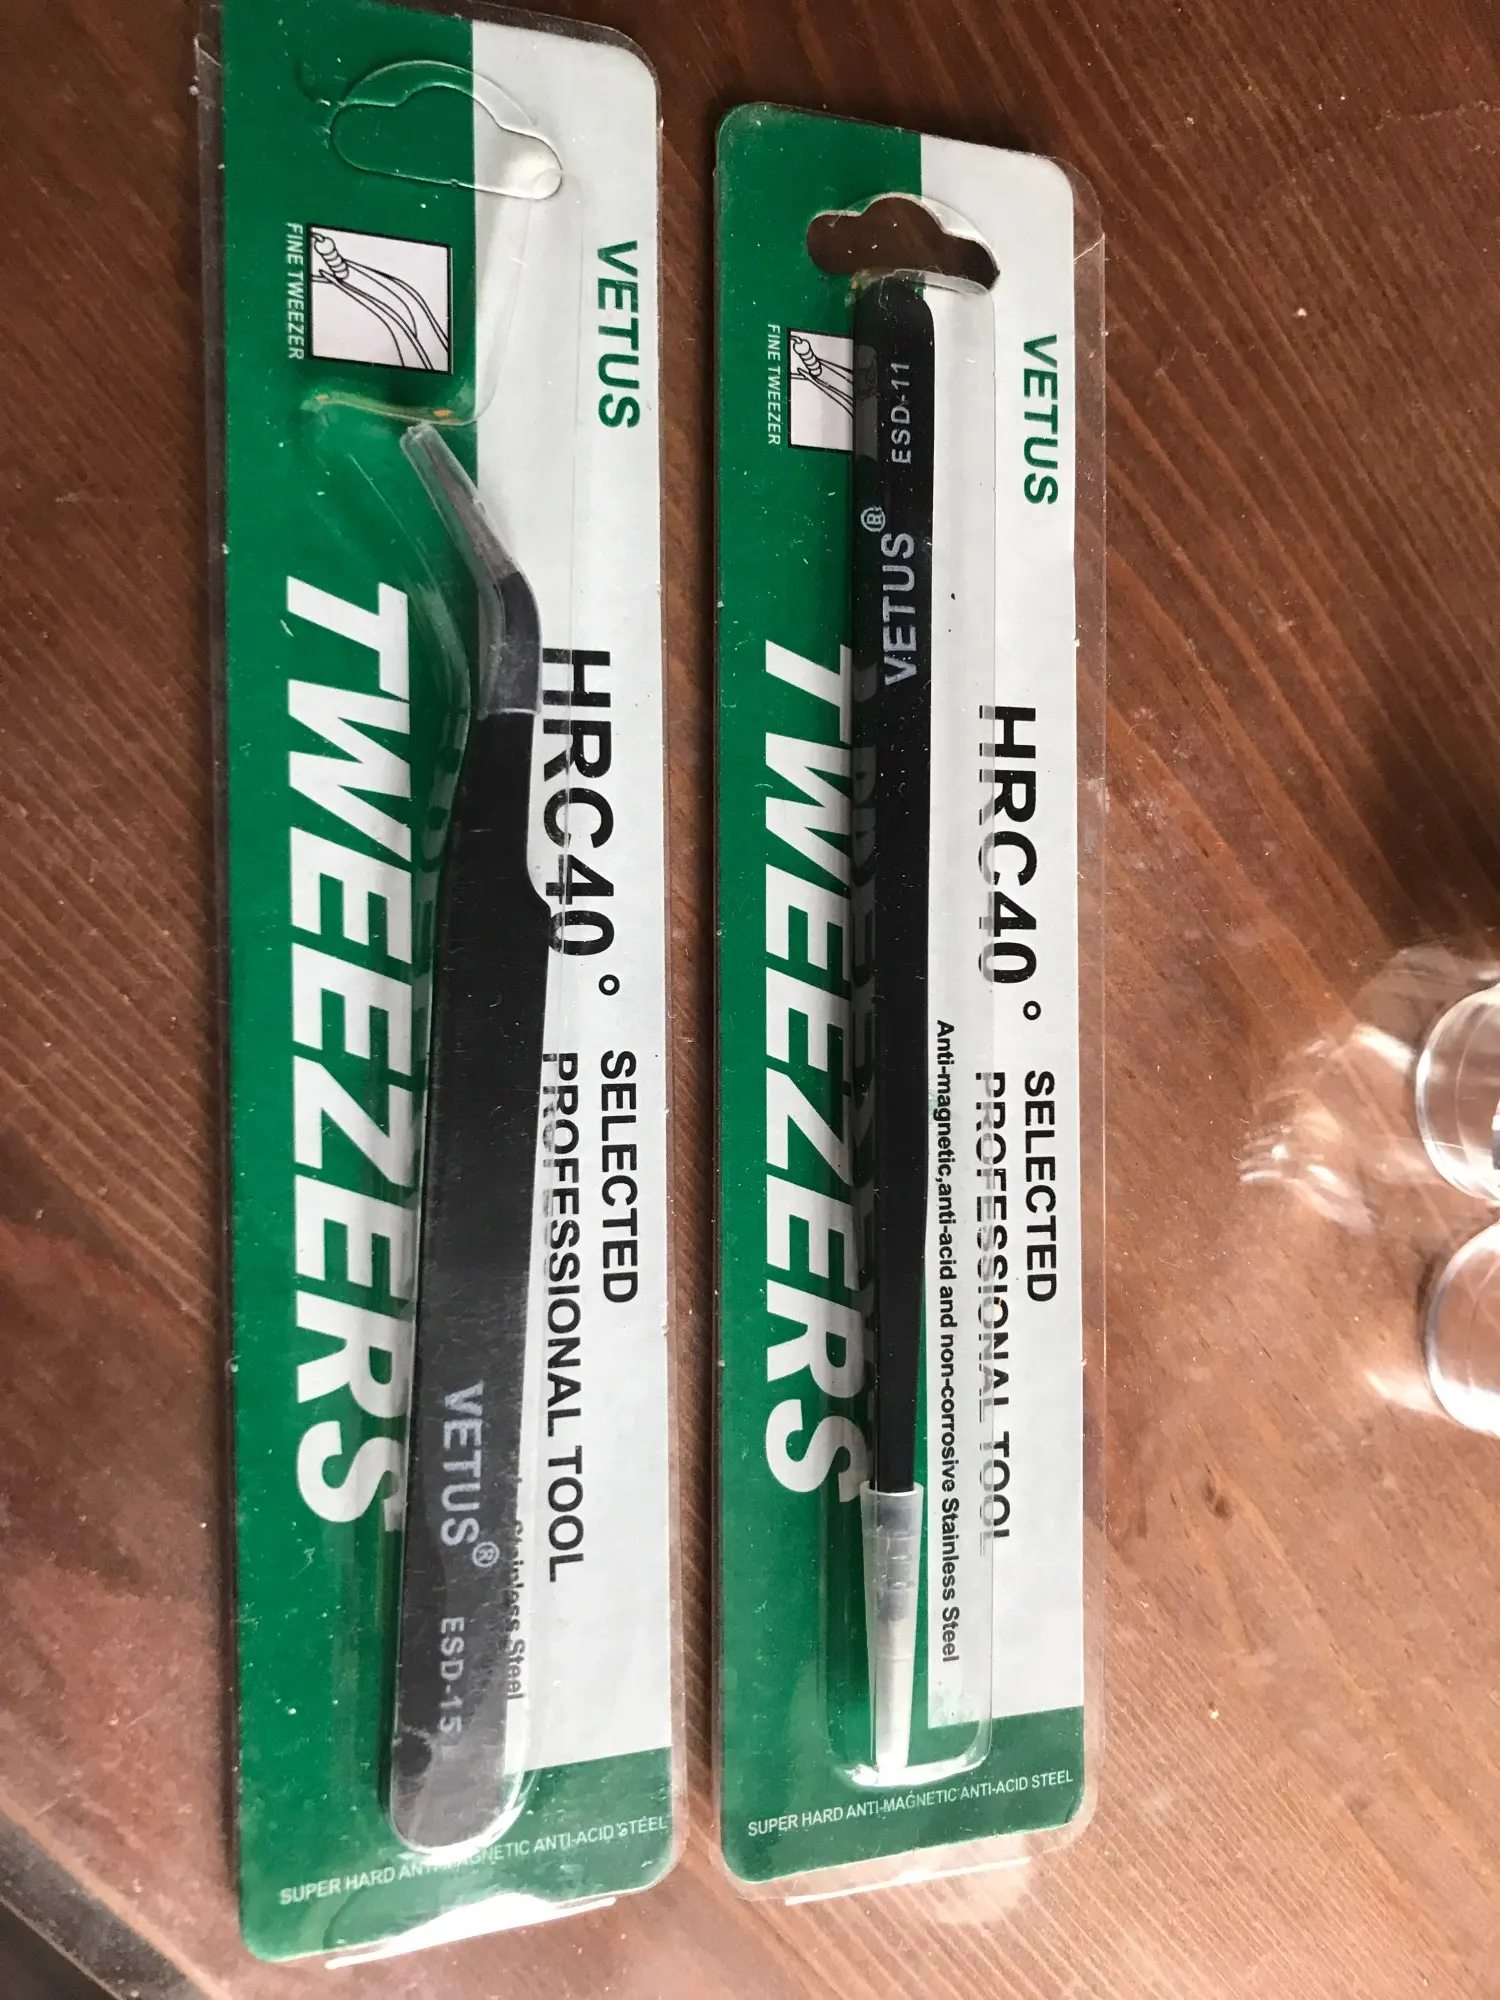 VETUS
FINE TWEEZER
HRC40°
SELECTED
PROFESSIONAL TOOL
TWEEZERS
Stainless Steel
VETUS® ESD-15
SUPER HARD ANTI-MAGNETIC ANTI-ACID STEEL
VETUS
FINE TWEEZER
ESD-11
VETUS®
HRC40°
SELECTED
PROFESSIONAL TOOL
Anti-magnetic,anti-acid and non-corrosive Stainless Steel
TWEEZERS
SUPER HARD ANTI-MAGNETIC ANTI-ACID STEEL